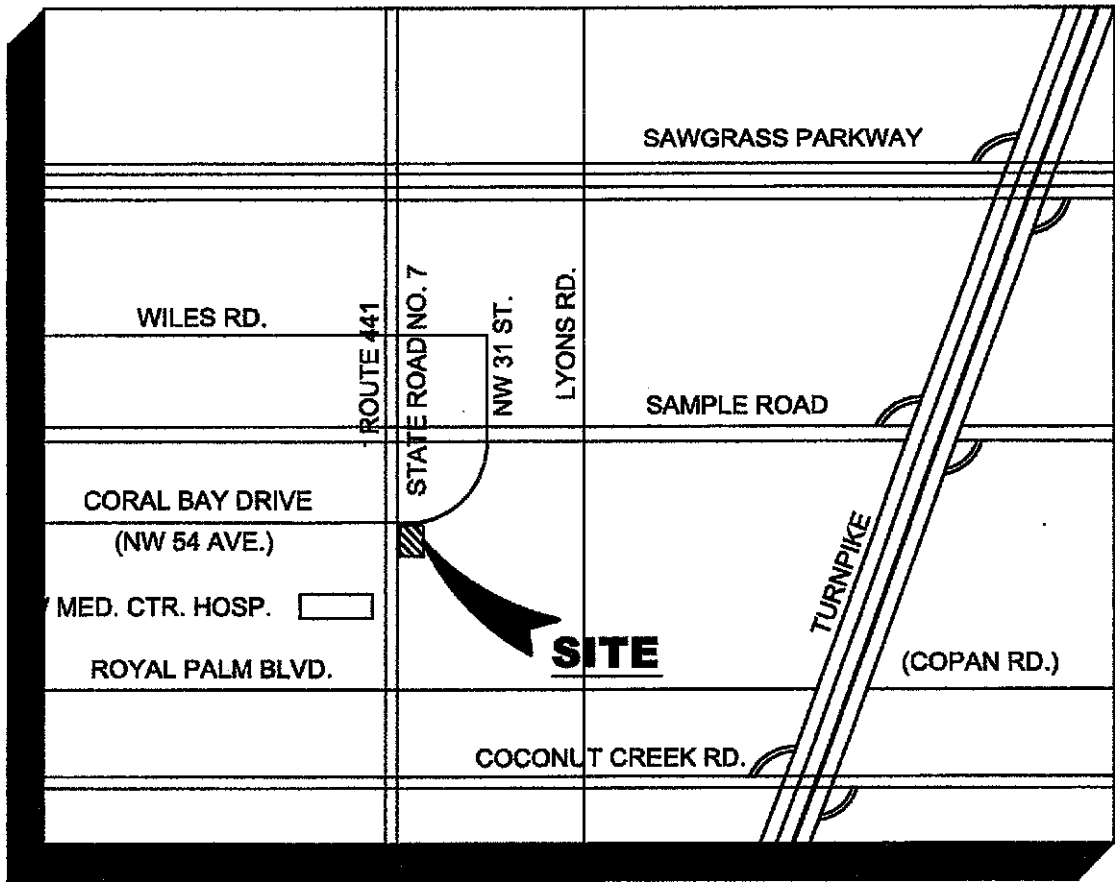 SAWGRASS PARKWAY
WILES RD.
ROUTE 441
STATE ROAD NO. 7
NW 31 ST.
LYONS RD.
SAMPLE ROAD
CORAL BAY DRIVE
(NW 54 AVE.)
TURNPIKE
MED. CTR. HOSP.
SITE
ROYAL PALM BLVD.
(COPAN RD.)
COCONUT CREEK RD.